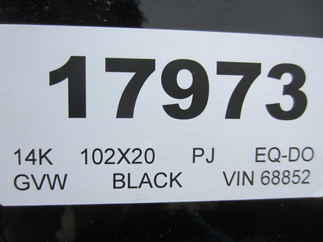 17973
14K 102X20 PJ EQ-DO
GVW BLACK VIN 68852